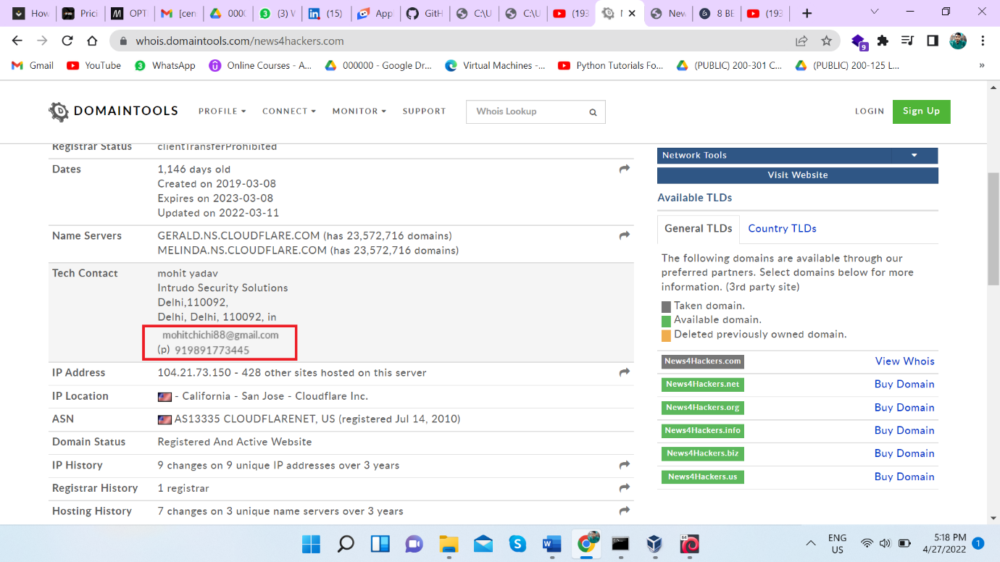 How
Prici
OPTI
[cen
000(
(3) V
(15)
App
GitH
C:\U
C:\U
(193
New
8 BE
(193
whois.domaintools.com/news4hackers.com
9
Gmail
YouTube
WhatsApp
Online Courses - A...
000000 - Google Dr...
Virtual Machines -...
Python Tutorials Fo...
(PUBLIC) 200-301 C...
(PUBLIC) 200-125 L...
»
DOMAINTOOLS
PROFILE
CONNECT
MONITOR
SUPPORT
Whois Lookup
LOGIN
Sign Up
Registrar Status clientTransferProhibited
Dates 1,146 days old
Created on 2019-03-08
Expires on 2023-03-08
Updated on 2022-03-11
Name Servers GERALD.NS.CLOUDFLARE.COM (has 23,572,716 domains)
MELINDA.NS.CLOUDFLARE.COM (has 23,572,716 domains)
Tech Contact mohit yadav
Intrudo Security Solutions
Delhi,110092,
Delhi, Delhi, 110092, in
mohitchichi88@gmail.com
(p) 919891773445
IP Address 104.21.73.150 - 428 other sites hosted on this server
IP Location - California - San Jose - Cloudflare Inc.
ASN AS13335 CLOUDFLARENET, US (registered Jul 14, 2010)
Domain Status Registered And Active Website
IP History 9 changes on 9 unique IP addresses over 3 years
Registrar History 1 registrar
Hosting History 7 changes on 3 unique name servers over 3 years
Network Tools
Visit Website
Available TLDs
General TLDs Country TLDs
The following domains are available through our
preferred partners. Select domains below for more
information. (3rd party site)
Taken domain.
Available domain.
Deleted previously owned domain.
News4Hackers.com View Whois
News4Hackers.net Buy Domain
News4Hackers.org Buy Domain
News4Hackers.info Buy Domain
News4Hackers.biz Buy Domain
News4Hackers.us Buy Domain
ENG
US
5:18 PM
4/27/2022
1